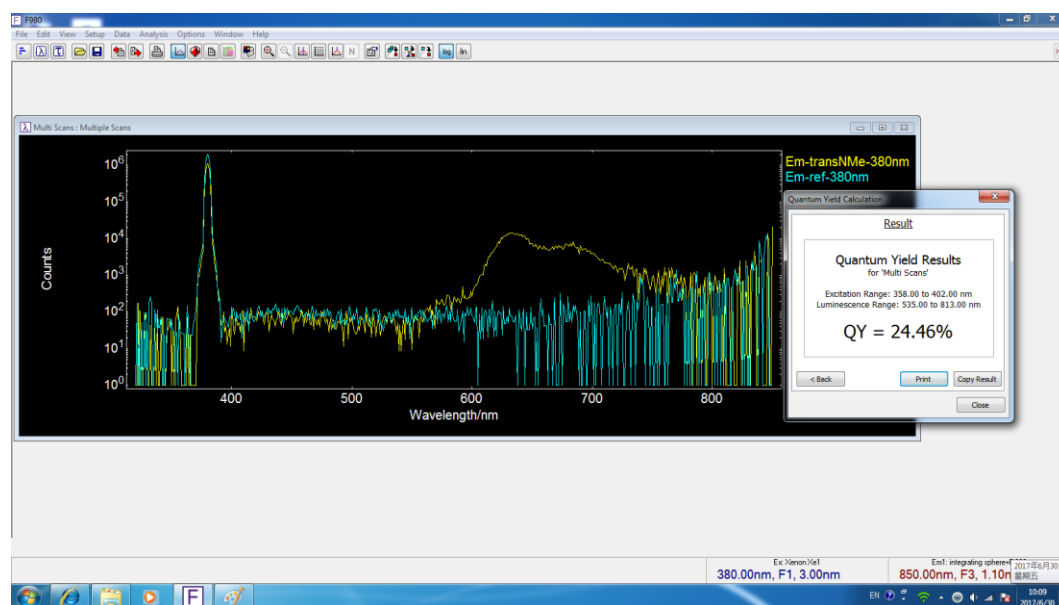 F980
File Edit View Setup Data Analysis Options Window Help
log lin
Multi Scans : Multiple Scans
Em-transNMe-380nm
Em-ref-380nm
10^6
10^5
10^4
10^3
10^2
10^1
10^0
Counts
400 500 600 700 800
Wavelength/nm
Quantum Yield Calculation
Result
Quantum Yield Results
for 'Multi Scans'
Excitation Range: 358.00 to 402.00 nm
Luminescence Range: 535.00 to 813.00 nm
QY = 24.46%
< Back Print Copy Result
Close
Ex: Xenon Xe1
380.00nm, F1, 3.00nm
Em1: integrating sphere
850.00nm, F3, 1.10n
2017年6月30
星期五
EN
10:09
2017/6/30